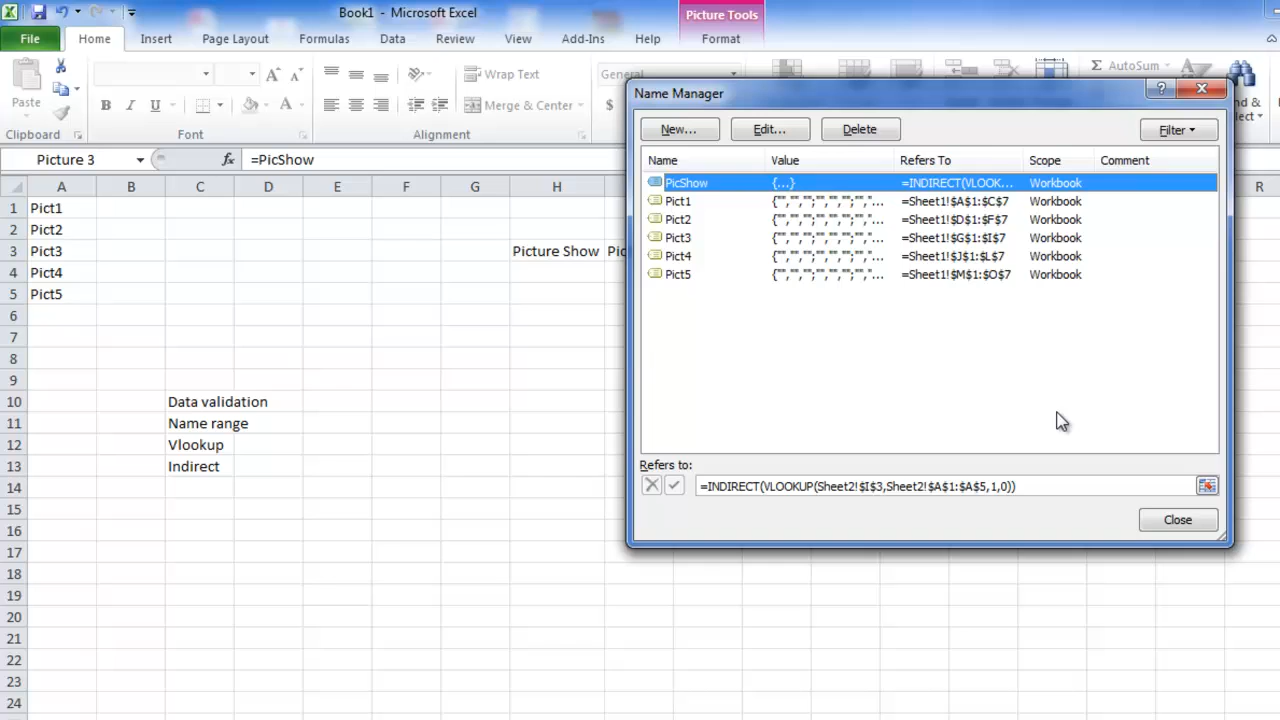 Book1 - Microsoft Excel
Picture Tools
File Home Insert Page Layout Formulas Data Review View Add-Ins Help Format
Paste
B I U
Wrap Text
Merge & Center
General
$
Σ AutoSum
Clipboard Font Alignment
Picture 3 fx =PicShow
A B C D E F G H R
1 Pict1
2 Pict2
3 Pict3 Picture Show
4 Pict4
5 Pict5
6
7
8
9
10 Data validation
11 Name range
12 Vlookup
13 Indirect
14
15
16
17
18
19
20
21
22
23
24
Name Manager
New... Edit... Delete Filter
Name Value Refers To Scope Comment
PicShow {...} =INDIRECT(VLOOK... Workbook
Pict1 {"","","";"","","";"","... =Sheet1!$A$1:$C$7 Workbook
Pict2 {"","","";"","","";"","... =Sheet1!$D$1:$F$7 Workbook
Pict3 {"","","";"","","";"","... =Sheet1!$G$1:$I$7 Workbook
Pict4 {"","","";"","","";"","... =Sheet1!$J$1:$L$7 Workbook
Pict5 {"","","";"","","";"","... =Sheet1!$M$1:$O$7 Workbook
Refers to:
=INDIRECT(VLOOKUP(Sheet2!$I$3,Sheet2!$A$1:$A$5,1,0))
Close